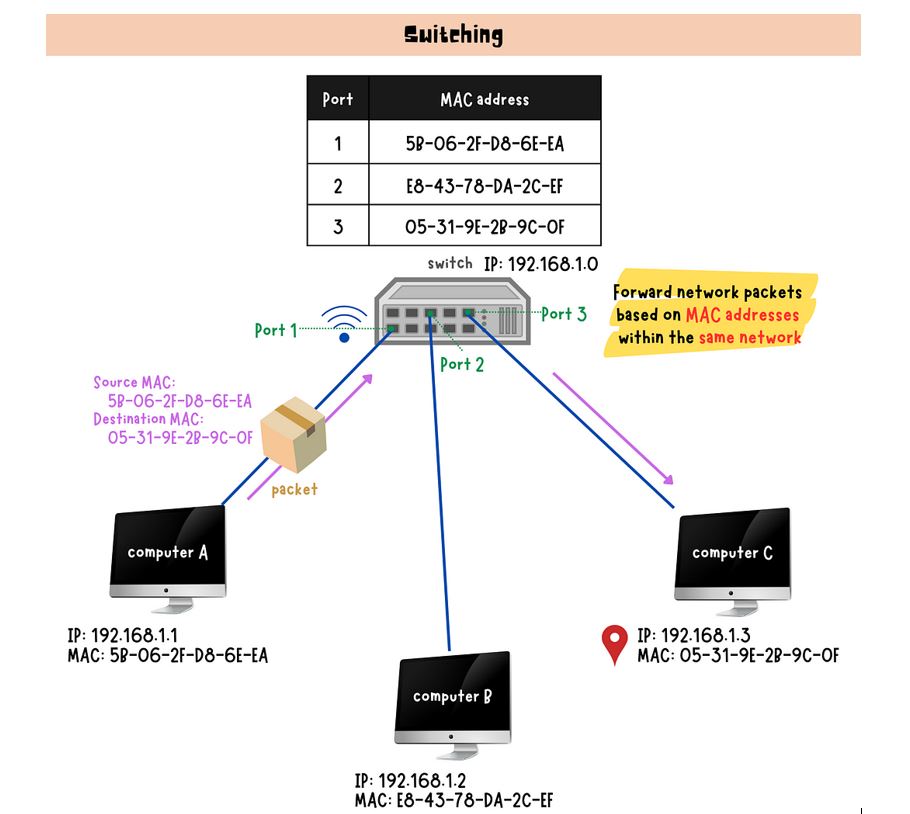 Switching
Port MAC address
1 5B-06-2F-D8-6E-EA
2 E8-43-78-DA-2C-EF
3 05-31-9E-2B-9C-0F
switch IP: 192.168.1.0
Forward network packets
based on MAC addresses
within the same network
Port 1
Port 3
Port 2
Source MAC:
5B-06-2F-D8-6E-EA
Destination MAC:
05-31-9E-2B-9C-0F
packet
computer A
IP: 192.168.1.1
MAC: 5B-06-2F-D8-6E-EA
computer C
IP: 192.168.1.3
MAC: 05-31-9E-2B-9C-0F
computer B
IP: 192.168.1.2
MAC: E8-43-78-DA-2C-EF